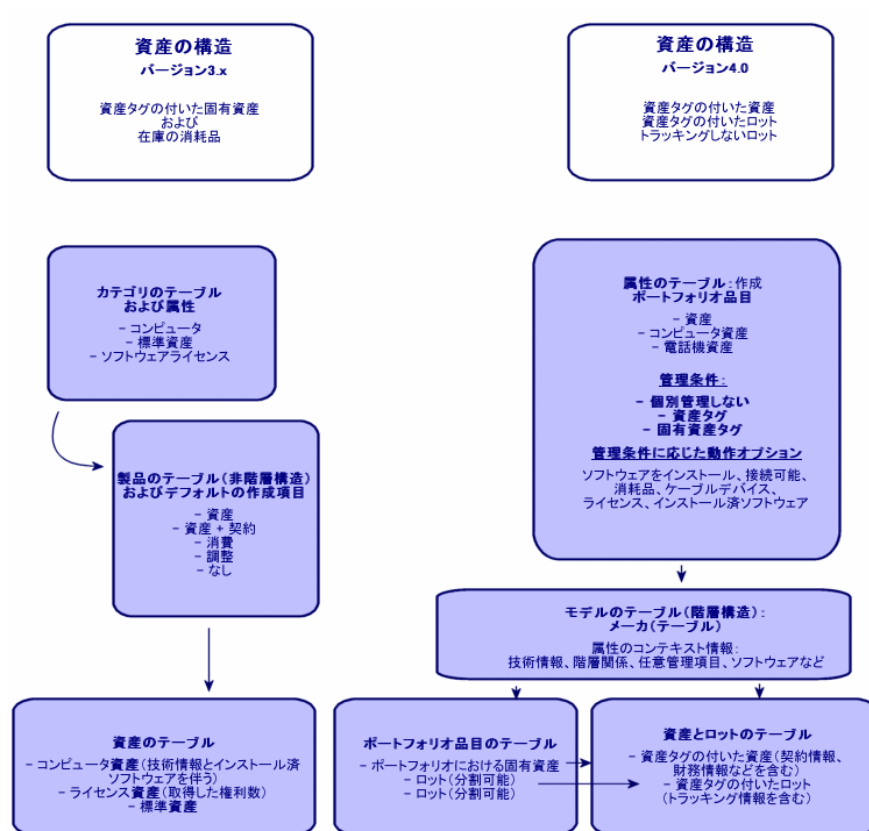 資産の構造
バージョン3.x
資産タグの付いた固有資産
および
在庫の消耗品
資産の構造
バージョン4.0
資産タグの付いた資産
資産タグの付いたロット
トラッキングしないロット
カテゴリのテーブル
および属性
- コンピュータ
- 標準資産
- ソフトウェアライセンス
製品のテーブル(非階層構造)
およびデフォルトの作成項目
- 資産
- 資産 + 契約
- 消費
- 調整
- なし
資産のテーブル
- コンピュータ資産(技術情報とインストール済
ソフトウェアを伴う)
- ライセンス資産(取得した権利数)
- 標準資産
属性のテーブル:作成
ポートフォリオ品目
- 資産
- コンピュータ資産
- 電話機資産
管理条件:
- 個別管理しない
- 資産タグ
- 固有資産タグ
管理条件に応じた動作オプション
ソフトウェアをインストール、接続可能、
消耗品、ケーブルデバイス、
ライセンス、インストール済ソフトウェア
モデルのテーブル(階層構造):
メーカ(テーブル)
属性のコンテキスト情報:
技術情報、階層関係、任意管理項目、ソフトウェアなど
ポートフォリオ品目のテーブル
- ポートフォリオにおける固有資産
- ロット(分割可能)
- ロット(分割可能)
資産とロットのテーブル
- 資産タグの付いた資産(契約情報、
財務情報などを含む)
- 資産タグの付いたロット
(トラッキング情報を含む)